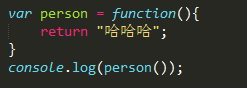 var person = function(){
    return "哈哈哈";
}
console.log(person());